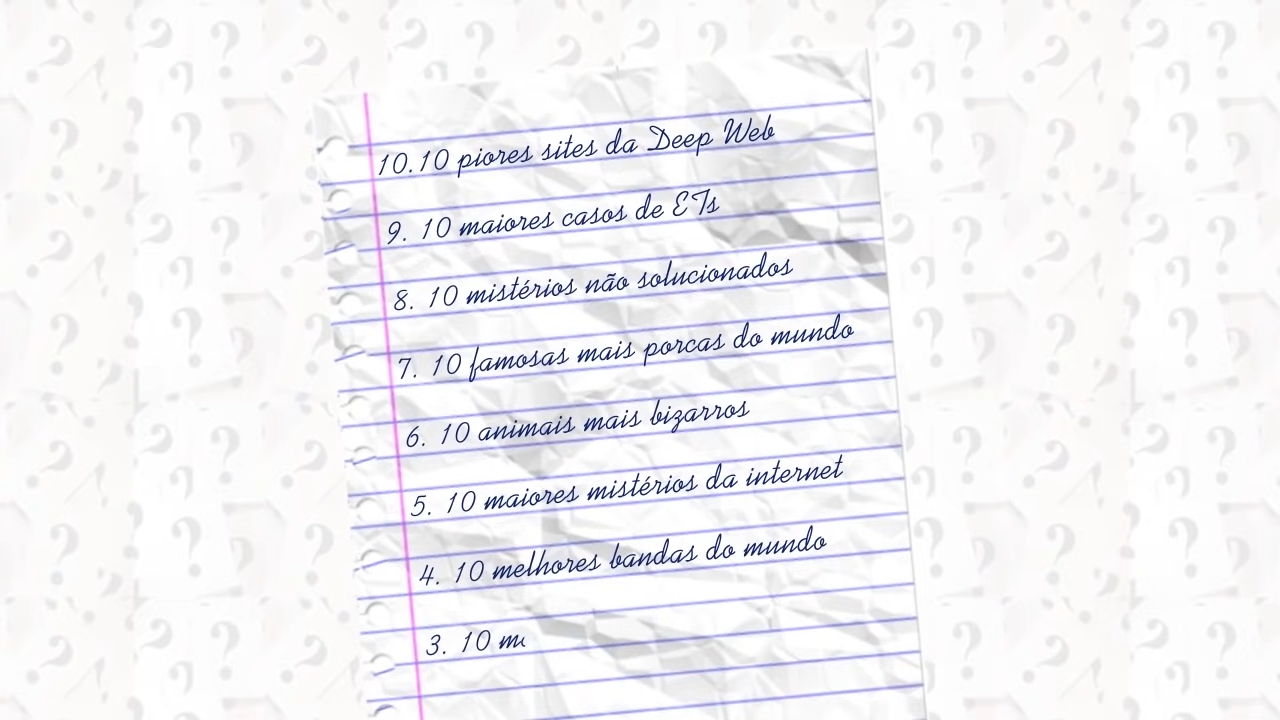 10.10 piores sites da Deep Web
9. 10 maiores casos de ETs
8. 10 mistérios não solucionados
7. 10 famosas mais porcas do mundo
6. 10 animais mais bizarros
5. 10 maiores mistérios da internet
4. 10 melhores bandas do mundo
3. 10